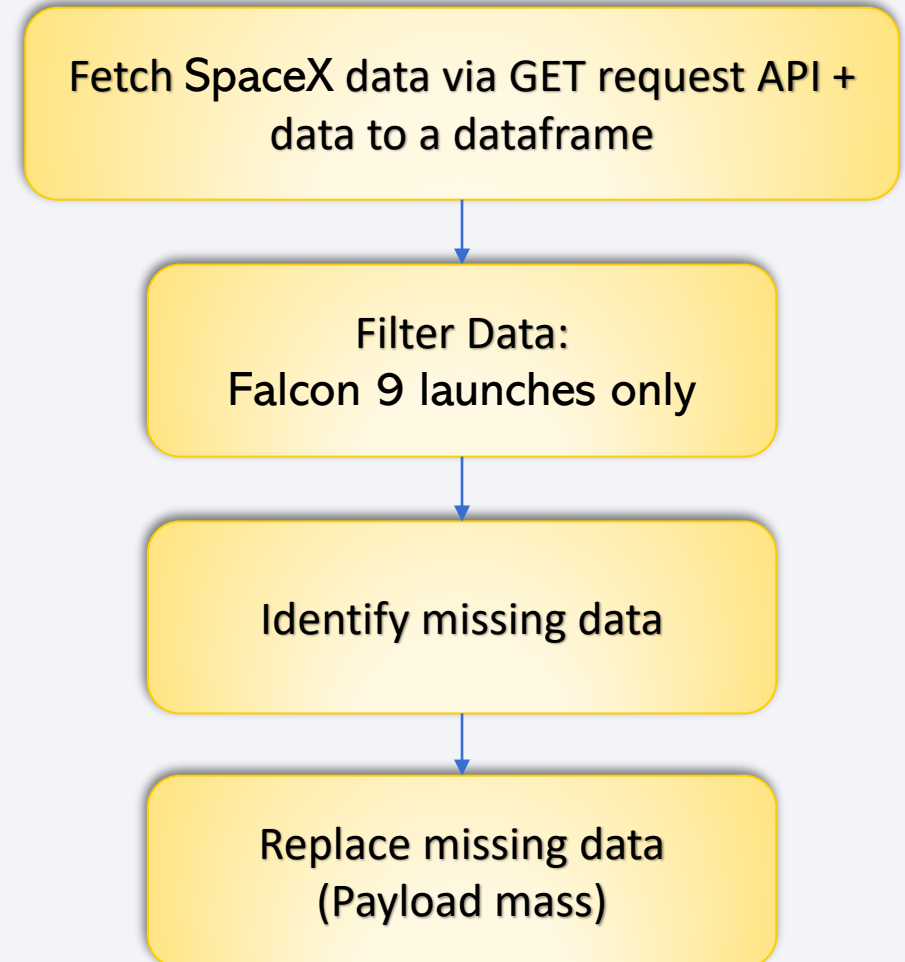 Fetch SpaceX data via GET request API +
data to a dataframe
Filter Data:
Falcon 9 launches only
Identify missing data
Replace missing data
(Payload mass)